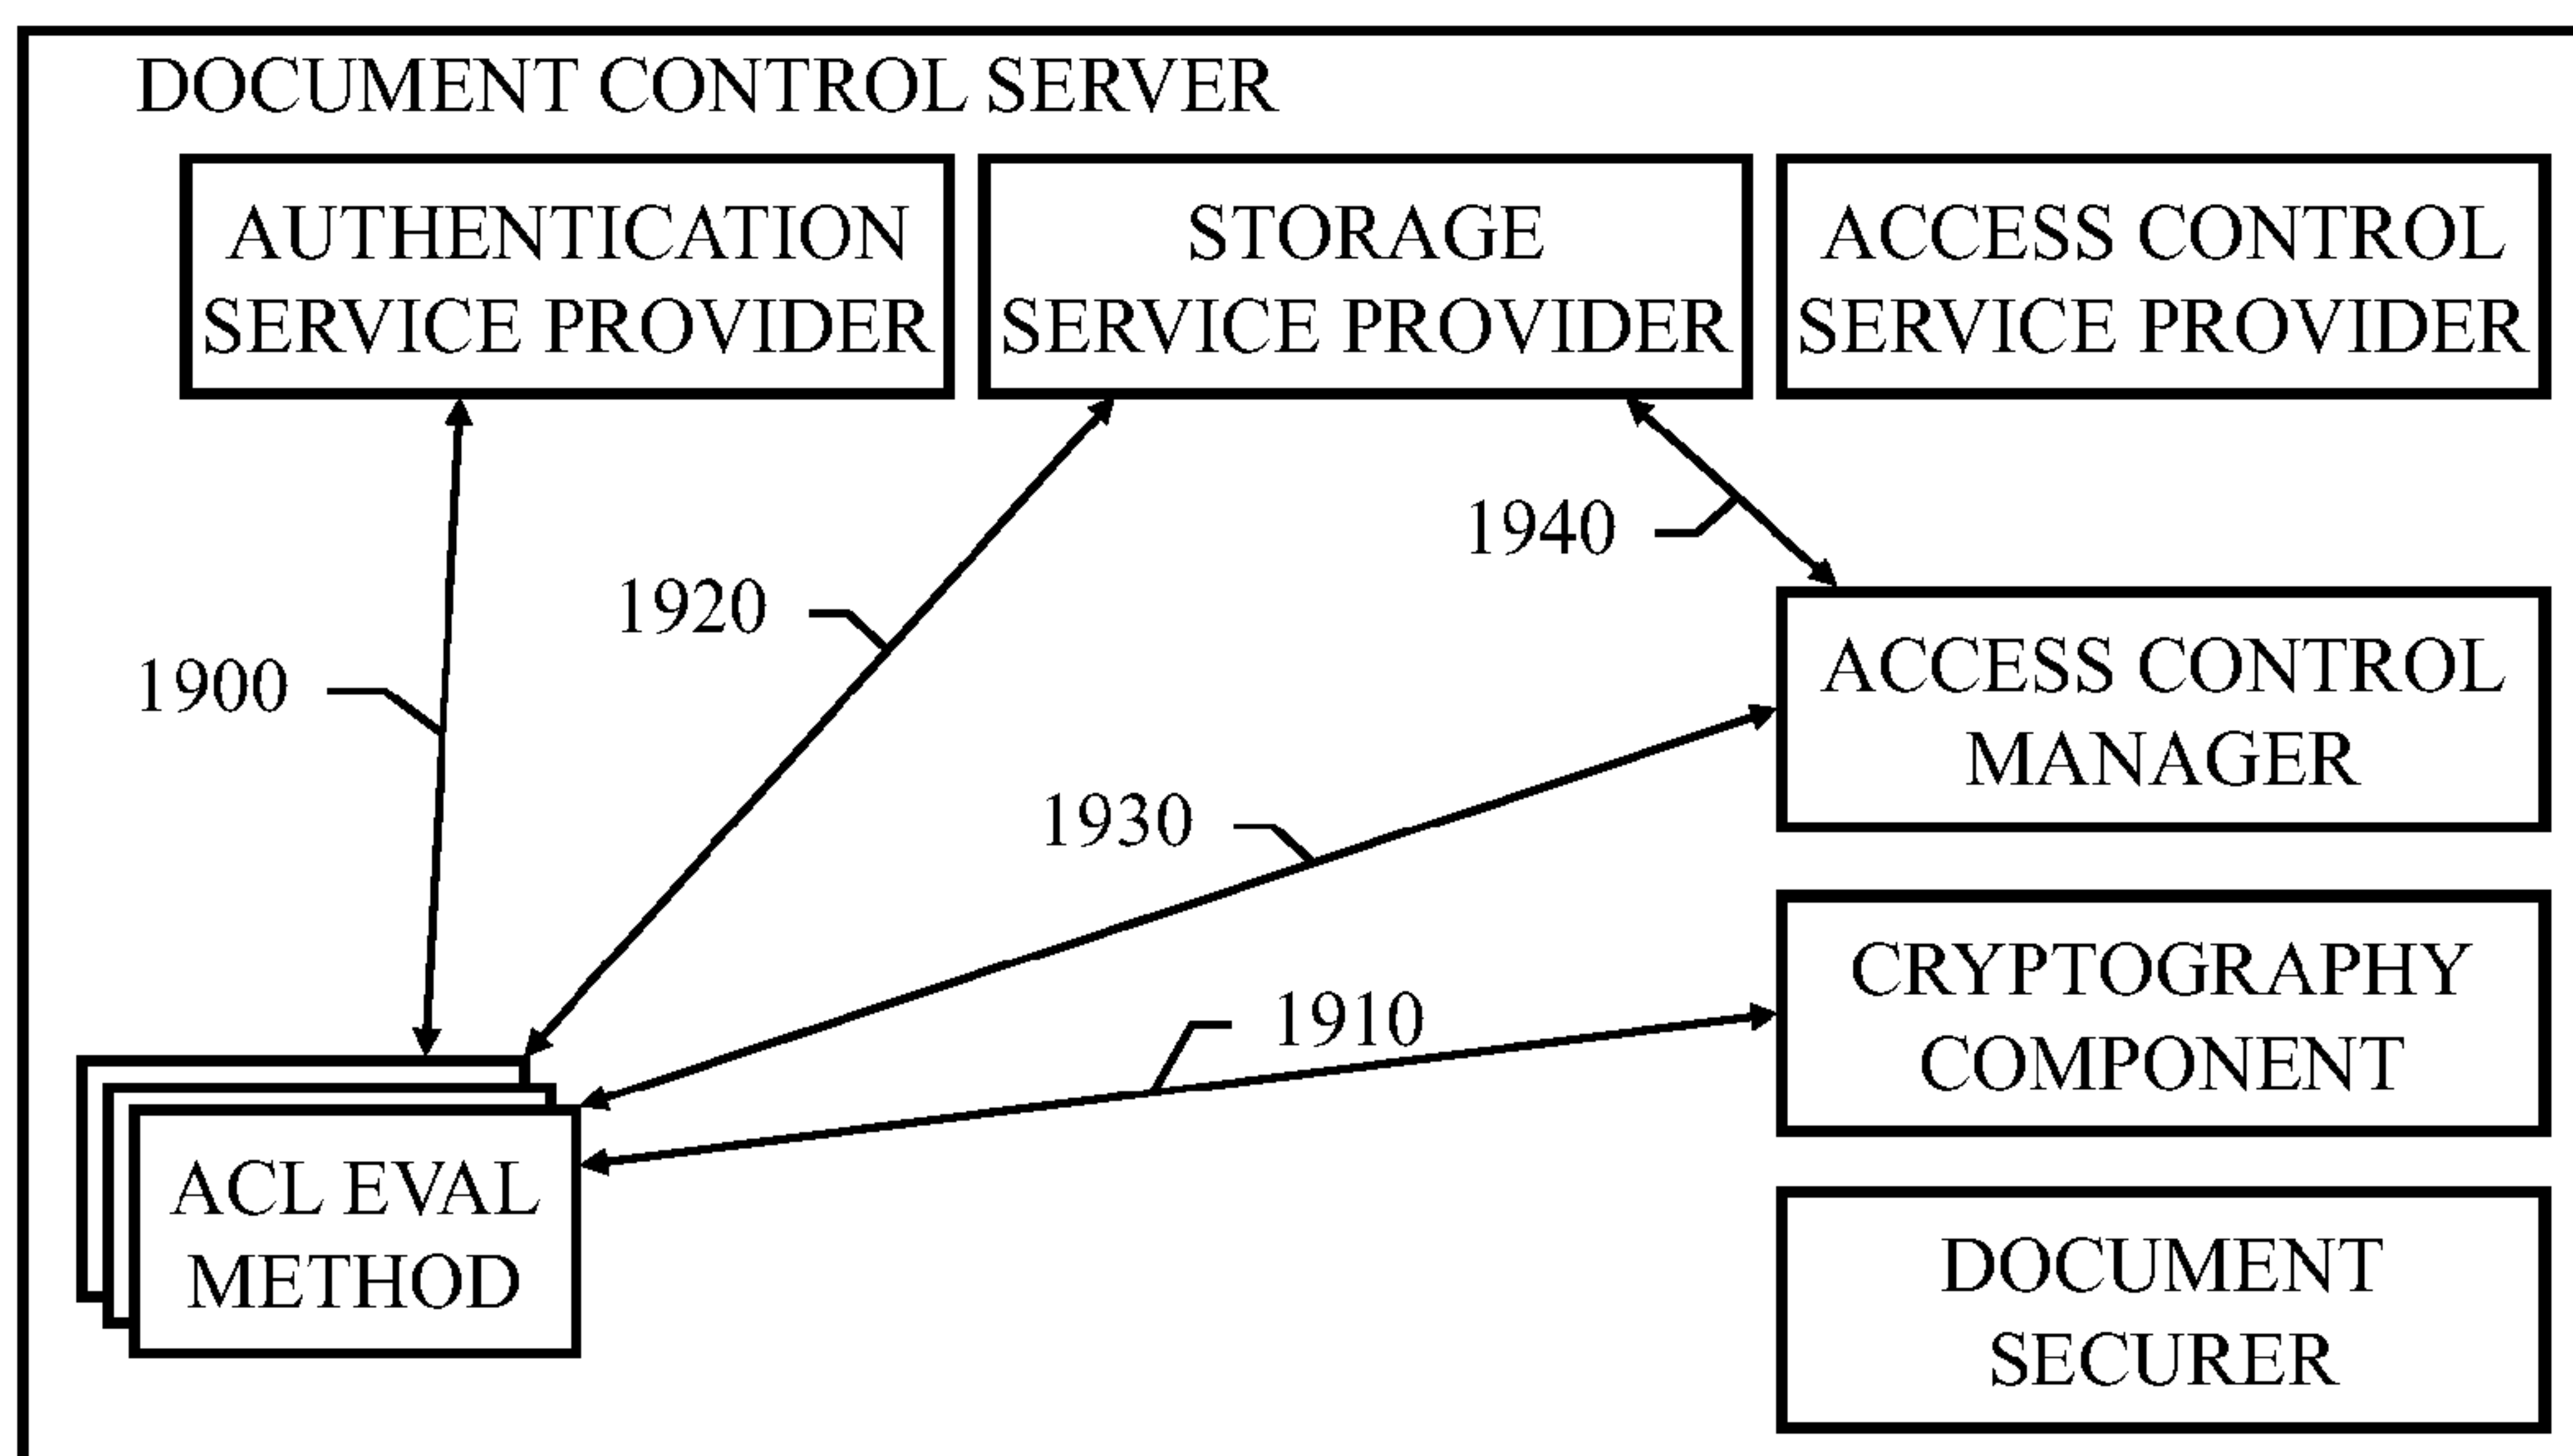 DOCUMENT CONTROL SERVER
AUTHENTICATION
SERVICE PROVIDER
STORAGE
SERVICE PROVIDER
ACCESS CONTROL
SERVICE PROVIDER
1940
1920
1900
ACCESS CONTROL
MANAGER
1930
1910
CRYPTOGRAPHY
COMPONENT
ACL EVAL
METHOD
DOCUMENT
SECURER